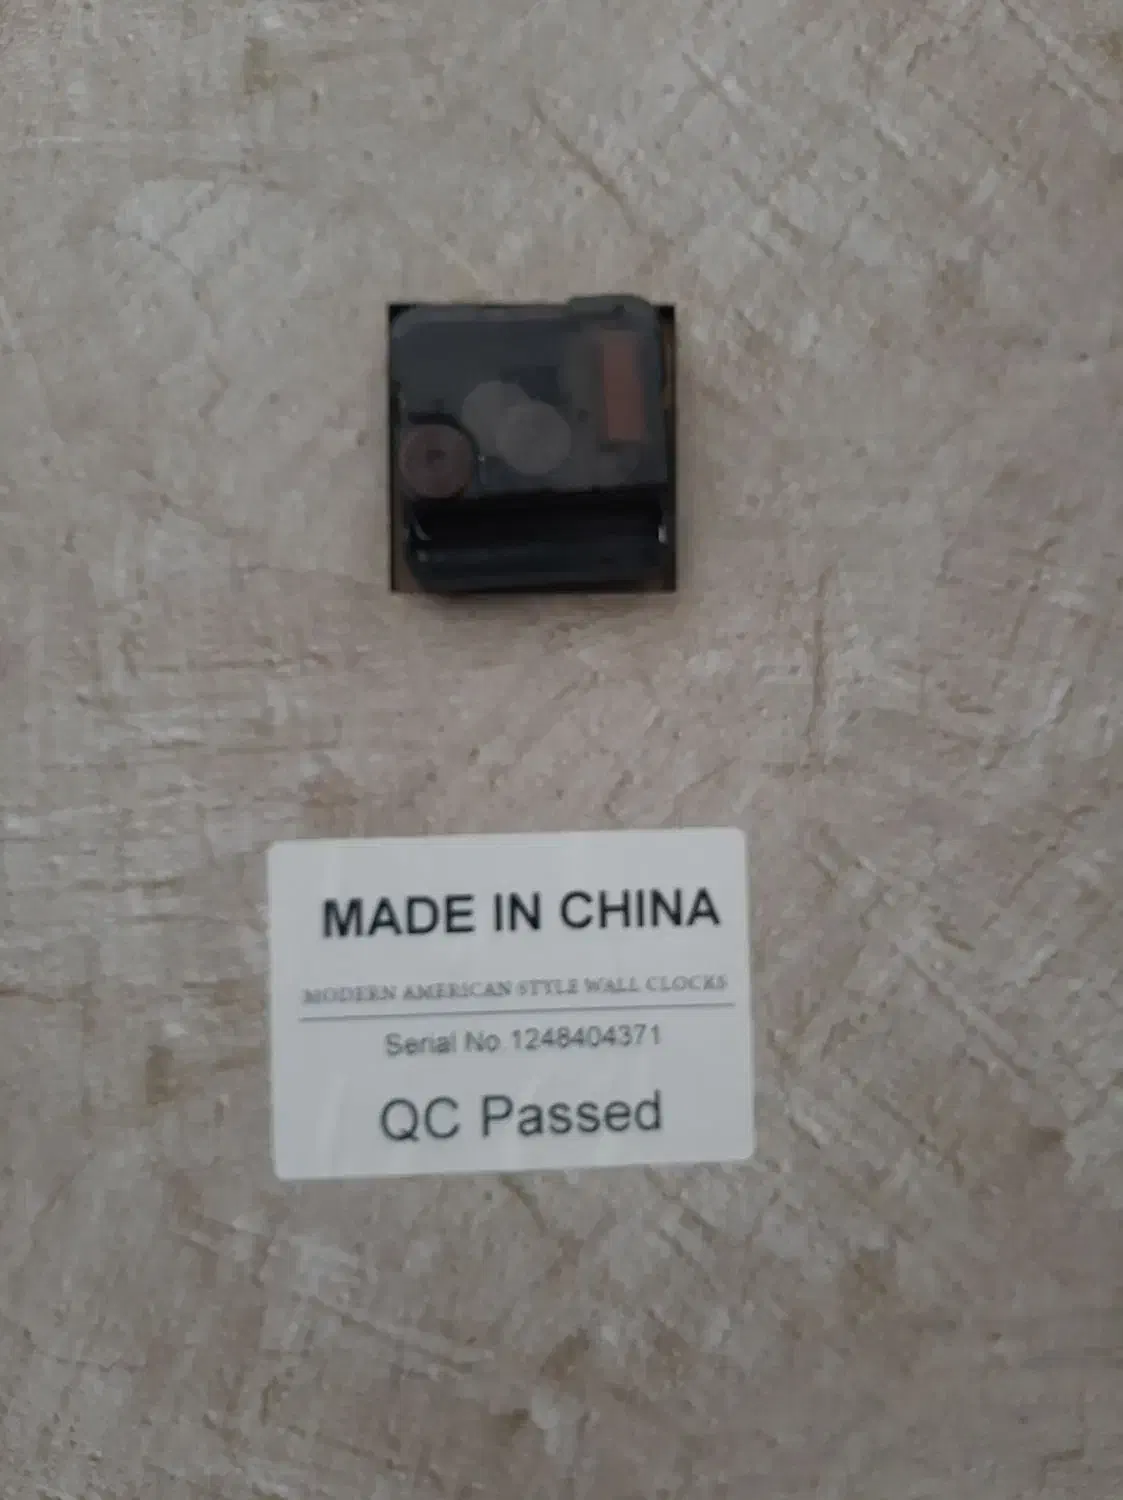 MADE IN CHINA
MODERN AMERICAN STYLE WALL CLOCKS
Serial No 1248404371
QC Passed